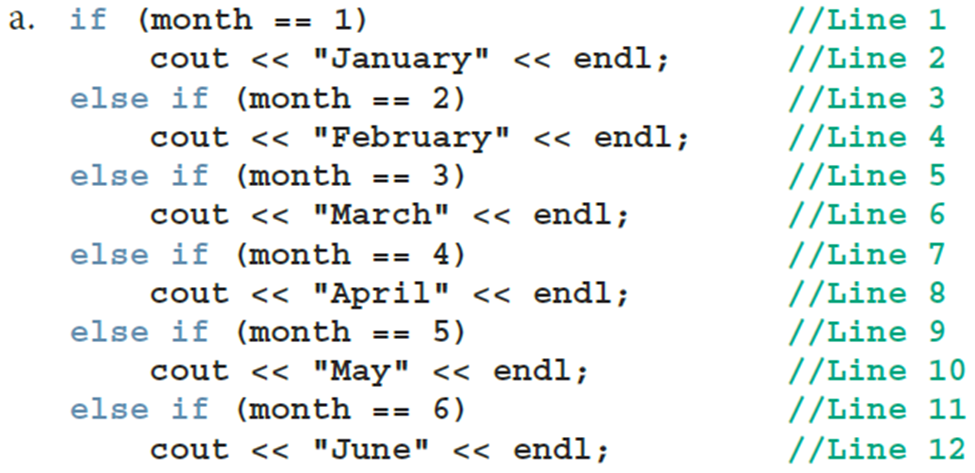 a. if (month == 1) //Line 1
cout << "January" << endl; //Line 2
else if (month == 2) //Line 3
cout << "February" << endl; //Line 4
else if (month == 3) //Line 5
cout << "March" << endl; //Line 6
else if (month == 4) //Line 7
cout << "April" << endl; //Line 8
else if (month == 5) //Line 9
cout << "May" << endl; //Line 10
else if (month == 6) //Line 11
cout << "June" << endl; //Line 12